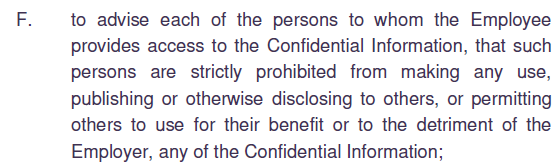 F. to advise each of the persons to whom the Employee
provides access to the Confidential Information, that such
persons are strictly prohibited from making any use,
publishing or otherwise disclosing to others, or permitting
others to use for their benefit or to the detriment of the
Employer, any of the Confidential Information;